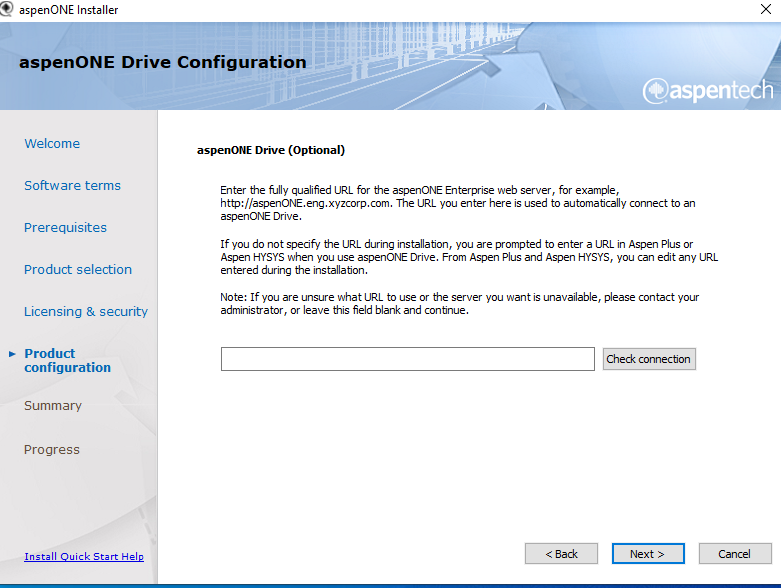 aspenONE Installer
aspenONE Drive Configuration
aspentech
Welcome
Software terms
Prerequisites
Product selection
Licensing & security
Product
configuration
Summary
Progress
Install Quick Start Help
aspenONE Drive (Optional)
Enter the fully qualified URL for the aspenONE Enterprise web server, for example,
http://aspenONE.eng.xyzcorp.com. The URL you enter here is used to automatically connect to an
aspenONE Drive.
If you do not specify the URL during installation, you are prompted to enter a URL in Aspen Plus or
Aspen HYSYS when you use aspenONE Drive. From Aspen Plus and Aspen HYSYS, you can edit any URL
entered during the installation.
Note: If you are unsure what URL to use or the server you want is unavailable, please contact your
administrator, or leave this field blank and continue.
Check connection
< Back
Next >
Cancel